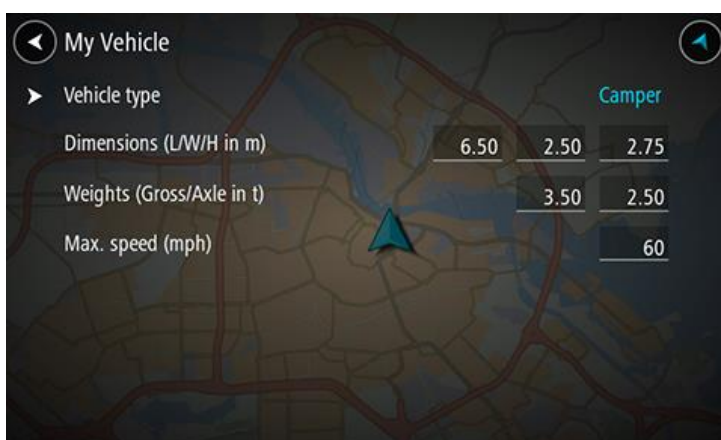 My Vehicle
Vehicle type Camper
Dimensions (L/W/H in m) 6.50 2.50 2.75
Weights (Gross/Axle in t) 3.50 2.50
Max. speed (mph) 60